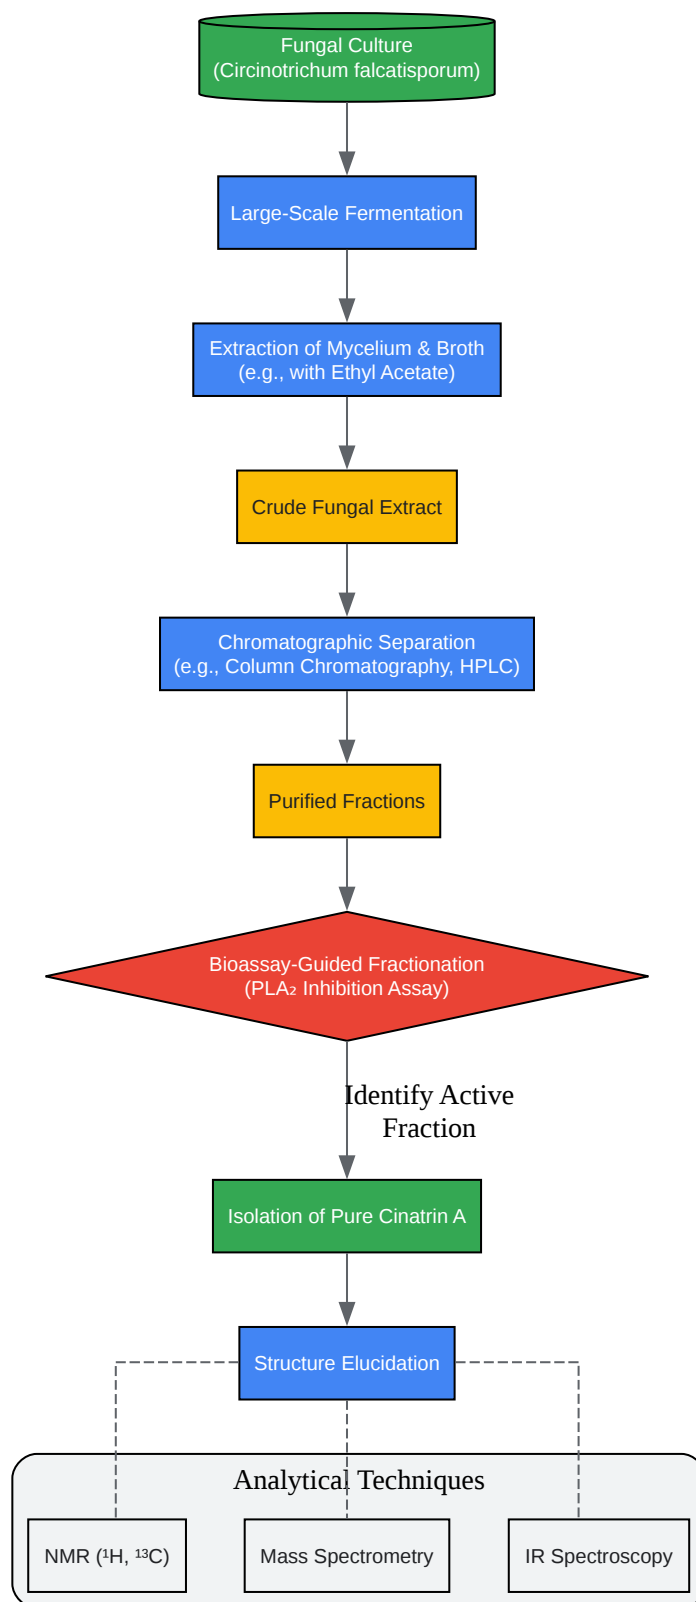 Fungal Culture
(Circinotrichum falcatisporum)
Large-Scale Fermentation
Extraction of Mycelium & Broth
(e.g., with Ethyl Acetate)
Crude Fungal Extract
Chromatographic Separation
(e.g., Column Chromatography, HPLC)
Purified Fractions
Bioassay-Guided Fractionation
(PLA₂ Inhibition Assay)
Identify Active
Fraction
Isolation of Pure Cinatrin A
Structure Elucidation
Analytical Techniques
NMR (¹H, ¹³C)
Mass Spectrometry
IR Spectroscopy